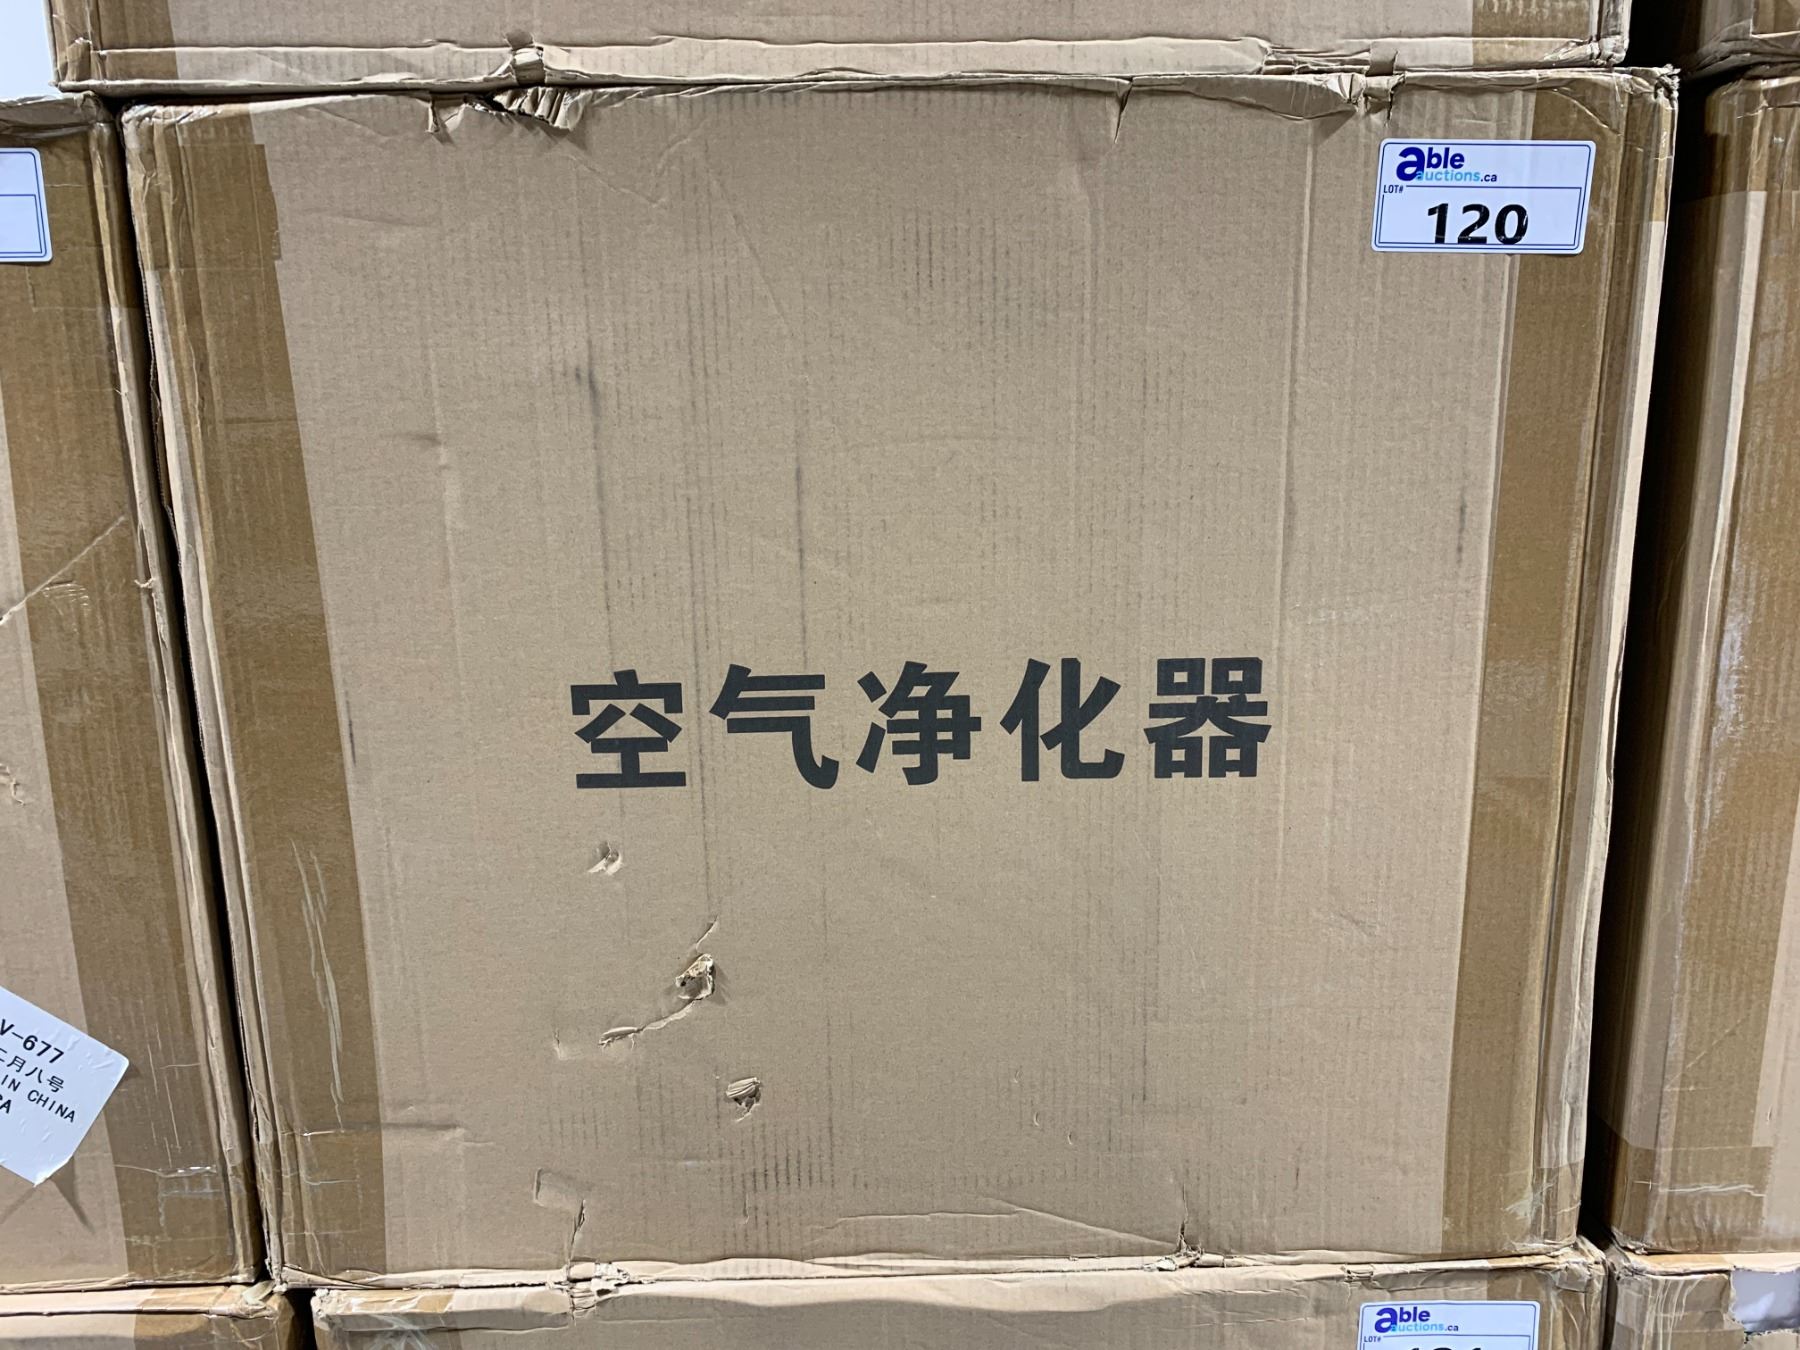 able
auctions.ca
LOT#
120
空气净化器
V-677
二月八号
IN CHINA
able
auctions.ca
LOT#